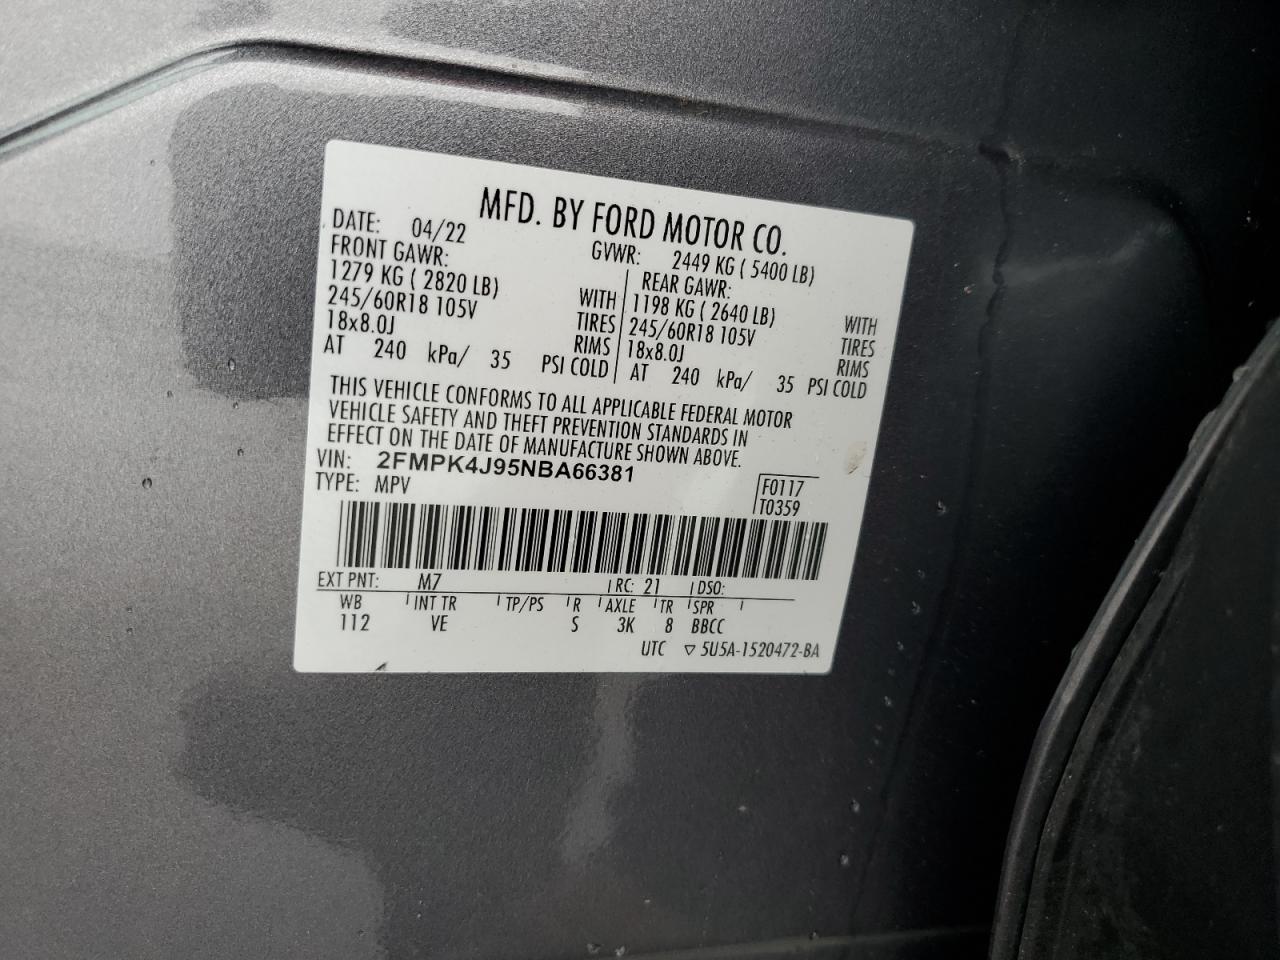 MFD. BY FORD MOTOR CO.
DATE: 04/22 GVWR: 2449 KG ( 5400 LB)
FRONT GAWR: REAR GAWR:
1279 KG ( 2820 LB) WITH 1198 KG ( 2640 LB) WITH
245/60R18 105V TIRES 245/60R18 105V TIRES
18x8.0J RIMS 18x8.0J RIMS
AT 240 kPa/ 35 PSI COLD AT 240 kPa/ 35 PSI COLD
THIS VEHICLE CONFORMS TO ALL APPLICABLE FEDERAL MOTOR
VEHICLE SAFETY AND THEFT PREVENTION STANDARDS IN
EFFECT ON THE DATE OF MANUFACTURE SHOWN ABOVE.
VIN: 2FMPK4J95NBA66381
TYPE: MPV F0117
T0359
EXT PNT: M7 RC: 21 DSO:
WB INT TR TP/PS R AXLE TR SPR
112 VE S 3K 8 BBCC
UTC ▽ 5U5A-1520472-BA